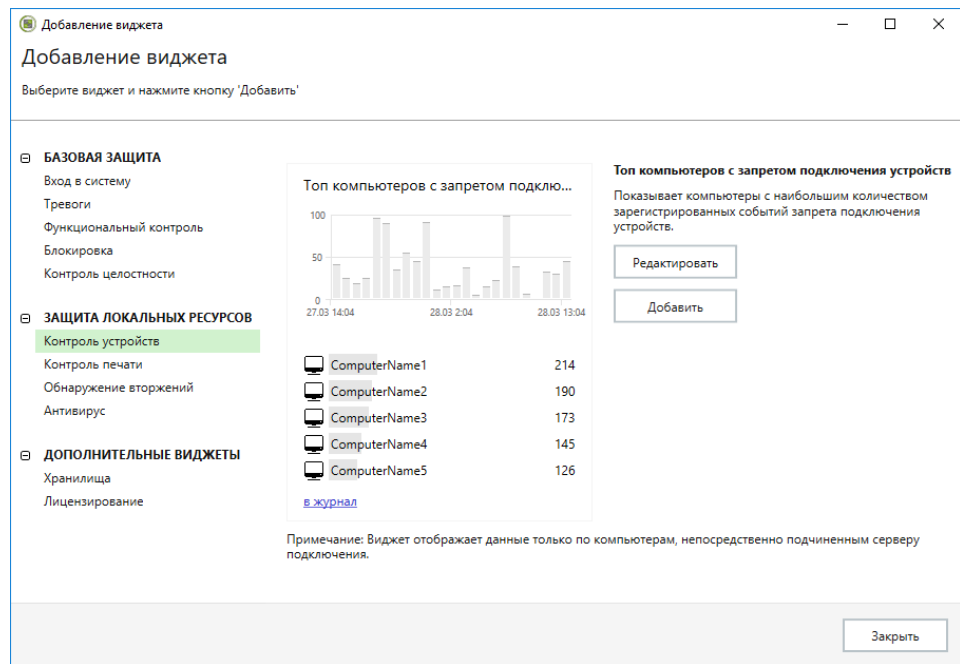 Добавление виджета
Добавление виджета
Выберите виджет и нажмите кнопку 'Добавить'
БАЗОВАЯ ЗАЩИТА
Вход в систему
Тревоги
Функциональный контроль
Блокировка
Контроль целостности
ЗАЩИТА ЛОКАЛЬНЫХ РЕСУРСОВ
Контроль устройств
Контроль печати
Обнаружение вторжений
Антивирус
ДОПОЛНИТЕЛЬНЫЕ ВИДЖЕТЫ
Хранилища
Лицензирование
Топ компьютеров с запретом подклю...
100
50
0
27.03 14:04 28.03 2:04 28.03 13:04
ComputerName1 214
ComputerName2 190
ComputerName3 173
ComputerName4 145
ComputerName5 126
в журнал
Топ компьютеров с запретом подключения устройств
Показывает компьютеры с наибольшим количеством
зарегистрированных событий запрета подключения
устройств.
Редактировать
Добавить
Примечание: Виджет отображает данные только по компьютерам, непосредственно подчиненным серверу
подключения.
Закрыть